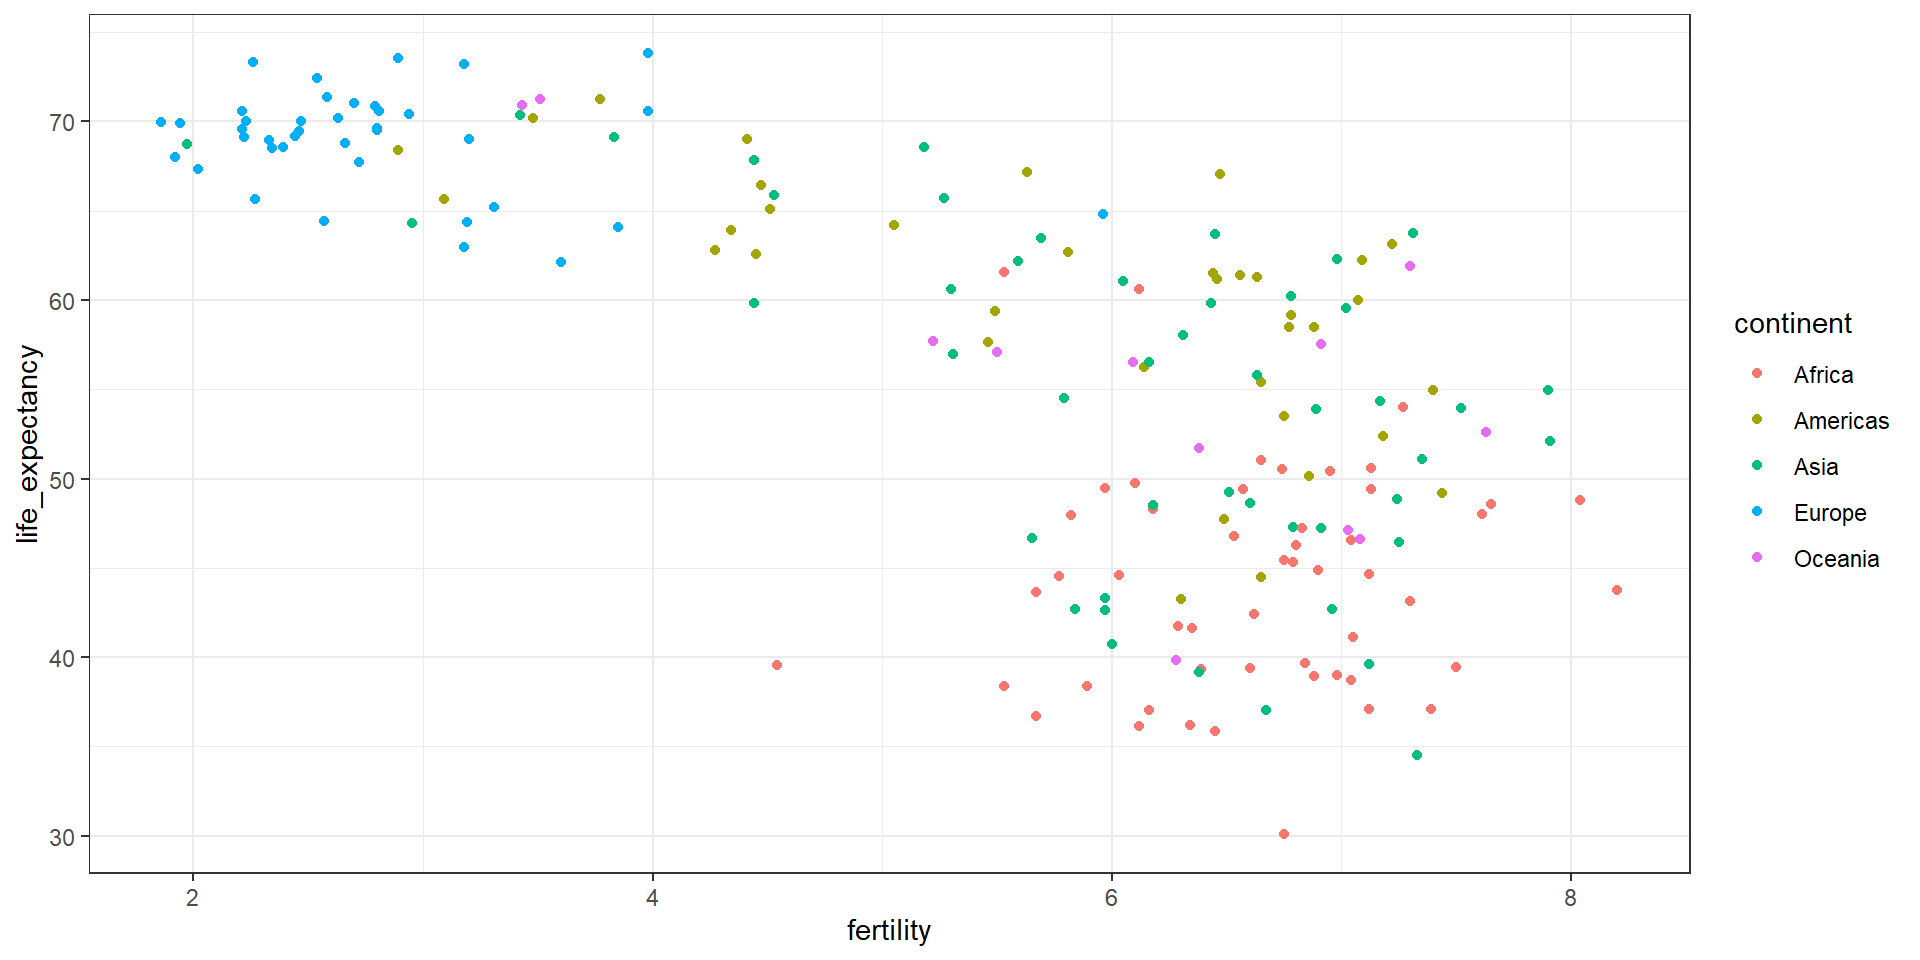 70
60
50
40
30
life_expectancy
2 4 6 8
fertility
continent
Africa
Americas
Asia
Europe
Oceania